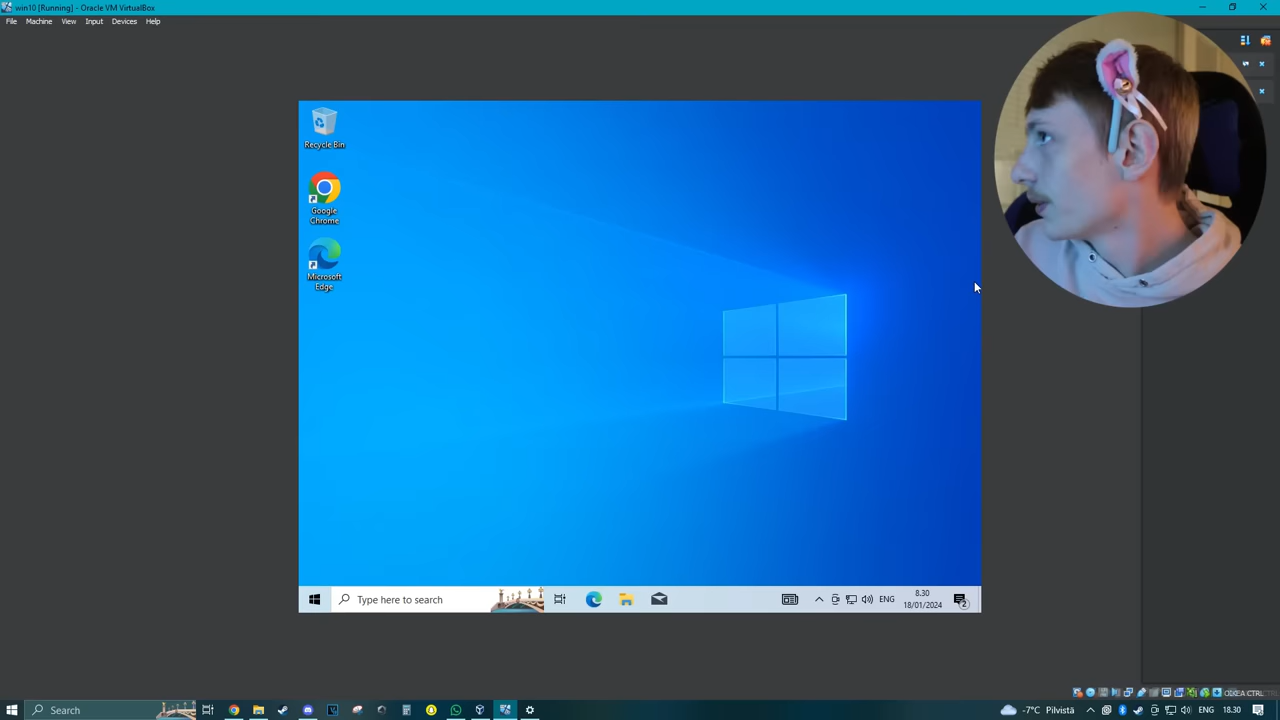 win10 [Running] - Oracle VM VirtualBox
File Machine View Input Devices Help
Recycle Bin
Google
Chrome
Microsoft
Edge
Type here to search
ENG
8.30
18/01/2024
2
Search
-7°C Pilvistä
ENG
18.30